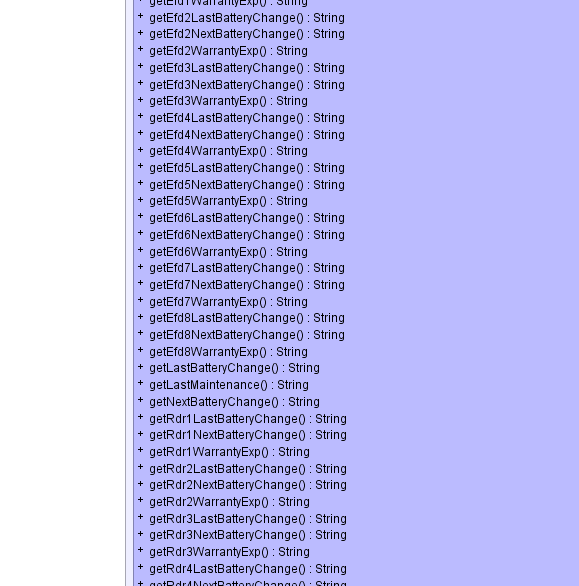 + getEfd1WarrantyExp() : String
+ getEfd2LastBatteryChange() : String
+ getEfd2NextBatteryChange() : String
+ getEfd2WarrantyExp() : String
+ getEfd3LastBatteryChange() : String
+ getEfd3NextBatteryChange() : String
+ getEfd3WarrantyExp() : String
+ getEfd4LastBatteryChange() : String
+ getEfd4NextBatteryChange() : String
+ getEfd4WarrantyExp() : String
+ getEfd5LastBatteryChange() : String
+ getEfd5NextBatteryChange() : String
+ getEfd5WarrantyExp() : String
+ getEfd6LastBatteryChange() : String
+ getEfd6NextBatteryChange() : String
+ getEfd6WarrantyExp() : String
+ getEfd7LastBatteryChange() : String
+ getEfd7NextBatteryChange() : String
+ getEfd7WarrantyExp() : String
+ getEfd8LastBatteryChange() : String
+ getEfd8NextBatteryChange() : String
+ getEfd8WarrantyExp() : String
+ getLastBatteryChange() : String
+ getLastMaintenance() : String
+ getNextBatteryChange() : String
+ getRdr1LastBatteryChange() : String
+ getRdr1NextBatteryChange() : String
+ getRdr1WarrantyExp() : String
+ getRdr2LastBatteryChange() : String
+ getRdr2NextBatteryChange() : String
+ getRdr2WarrantyExp() : String
+ getRdr3LastBatteryChange() : String
+ getRdr3NextBatteryChange() : String
+ getRdr3WarrantyExp() : String
+ getRdr4LastBatteryChange() : String
+ getRdr4NextBatteryChange() : String